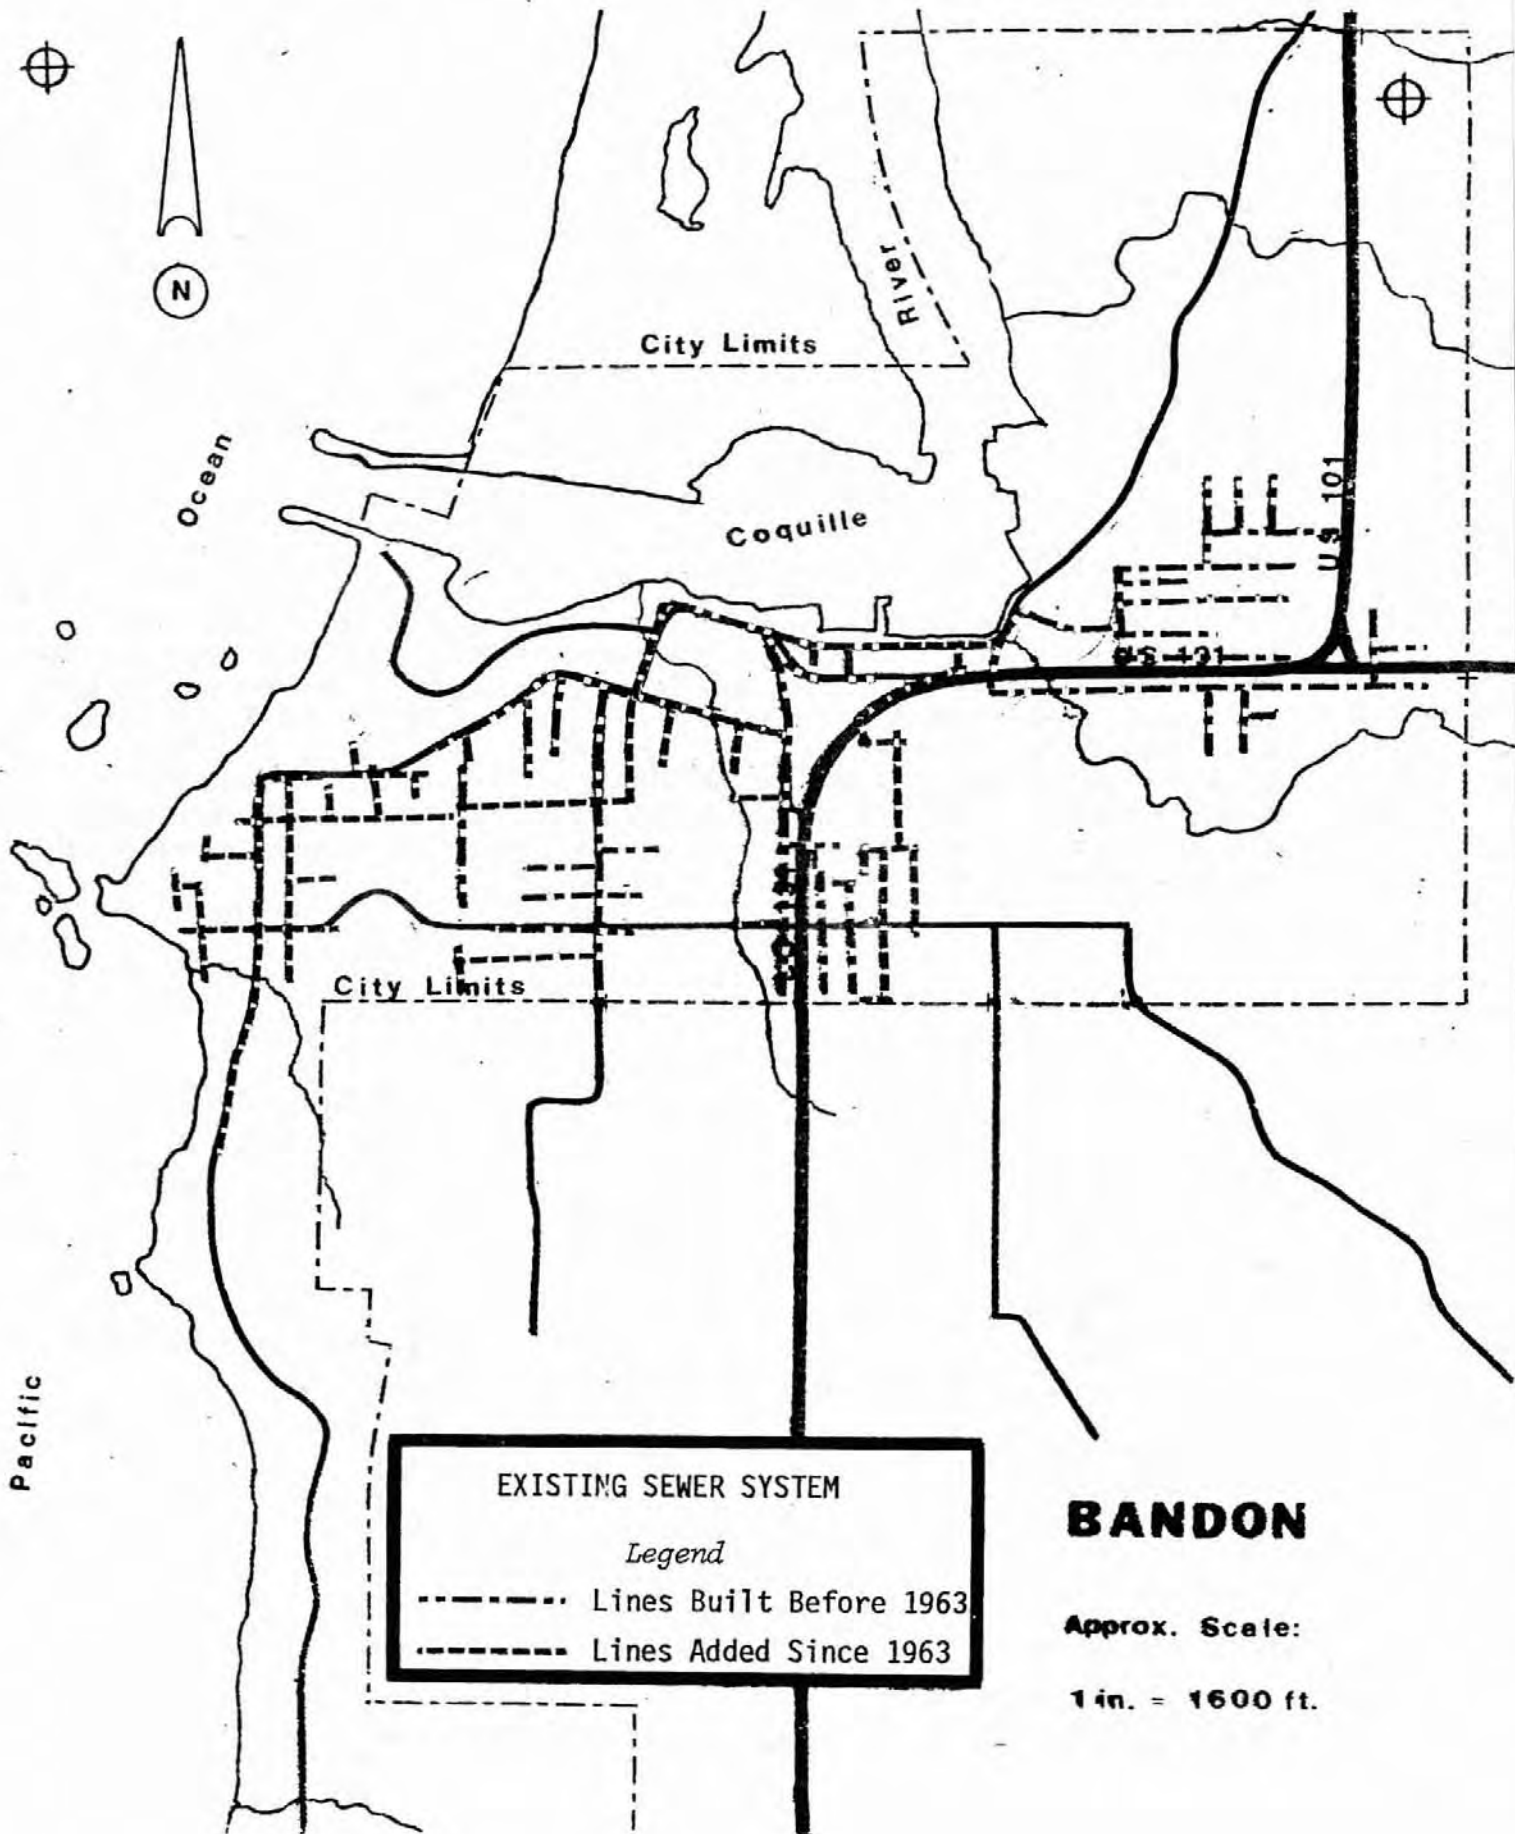 N
River
City Limits
Ocean
Coquille
US 101
US 101
City Limits
Pacific
EXISTING SEWER SYSTEM
Legend
Lines Built Before 1963
Lines Added Since 1963
BANDON
Approx. Scale:
1 in. = 1600 ft.